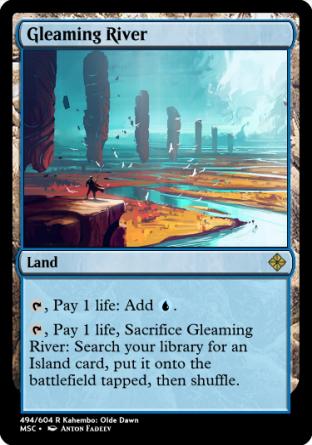 Gleaming River
Land
, Pay 1 life: Add .
, Pay 1 life, Sacrifice Gleaming
River: Search your library for an
Island card, put it onto the
battlefield tapped, then shuffle.
494/604 R Kahembo: Olde Dawn
MSC • Anton Fadeev